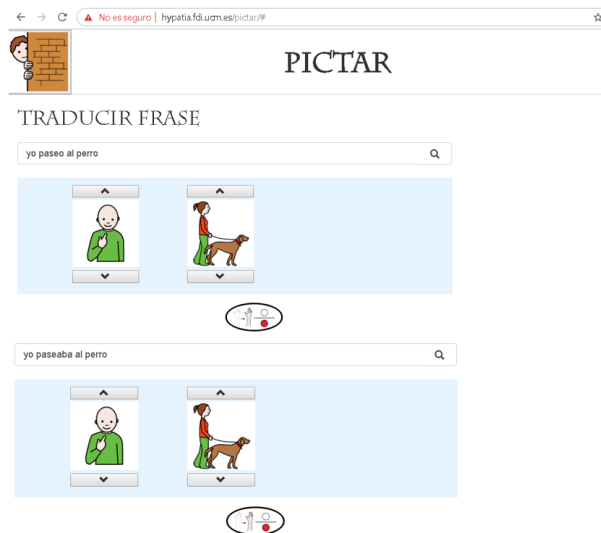 No es seguro | hypatia.fdi.ucm.es/pictar/#
PICTAR
TRADUCIR FRASE
yo paseo al perro
yo paseaba al perro